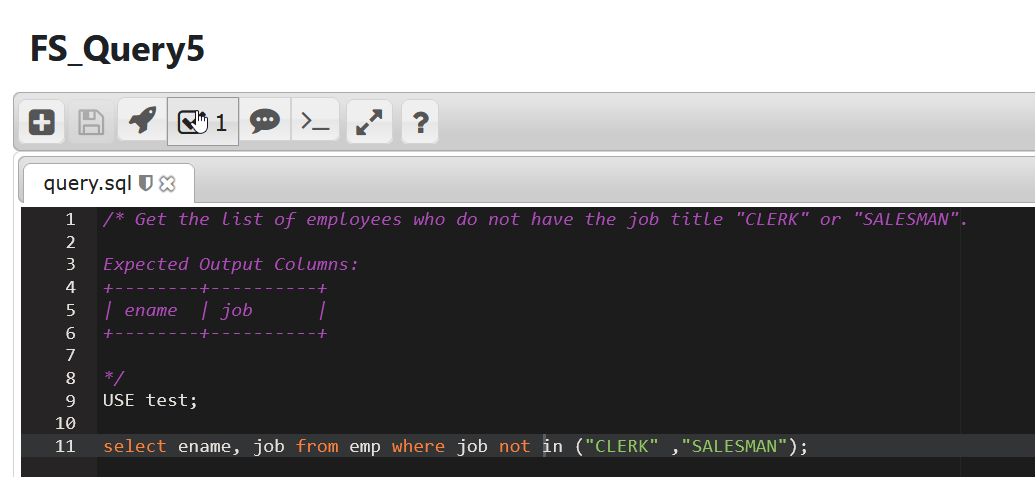 FS_Query5
1
query.sql
1 /* Get the list of employees who do not have the job title "CLERK" or "SALESMAN".
2
3 Expected Output Columns:
4 +--------+----------+
5 | ename  | job      |
6 +--------+----------+
7
8 */
9 USE test;
10
11 select ename, job from emp where job not in ("CLERK" ,"SALESMAN");